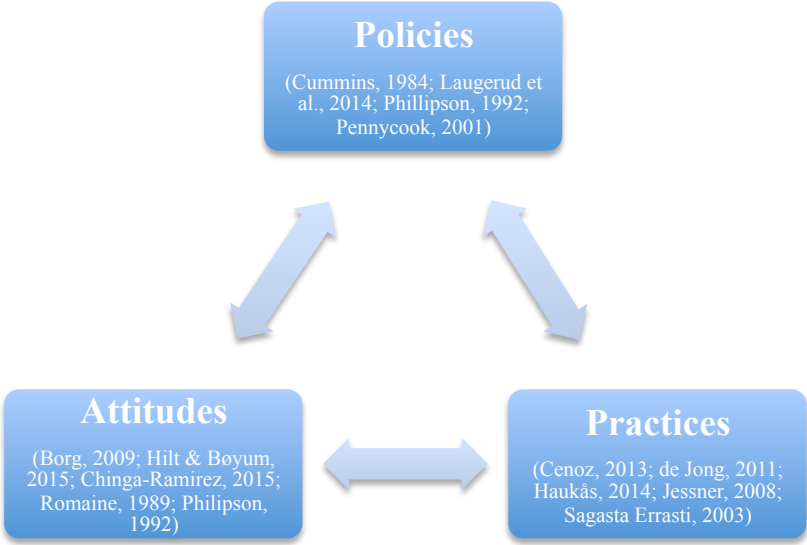 Policies
(Cummins, 1984; Laugerud et
al., 2014; Phillipson, 1992;
Pennycook, 2001)
Attitudes
(Borg, 2009; Hilt & Bøyum,
2015; Chinga-Ramirez, 2015;
Romaine, 1989; Philipson,
1992)
Practices
(Cenoz, 2013; de Jong, 2011;
Haukås, 2014; Jessner, 2008;
Sagasta Errasti, 2003)